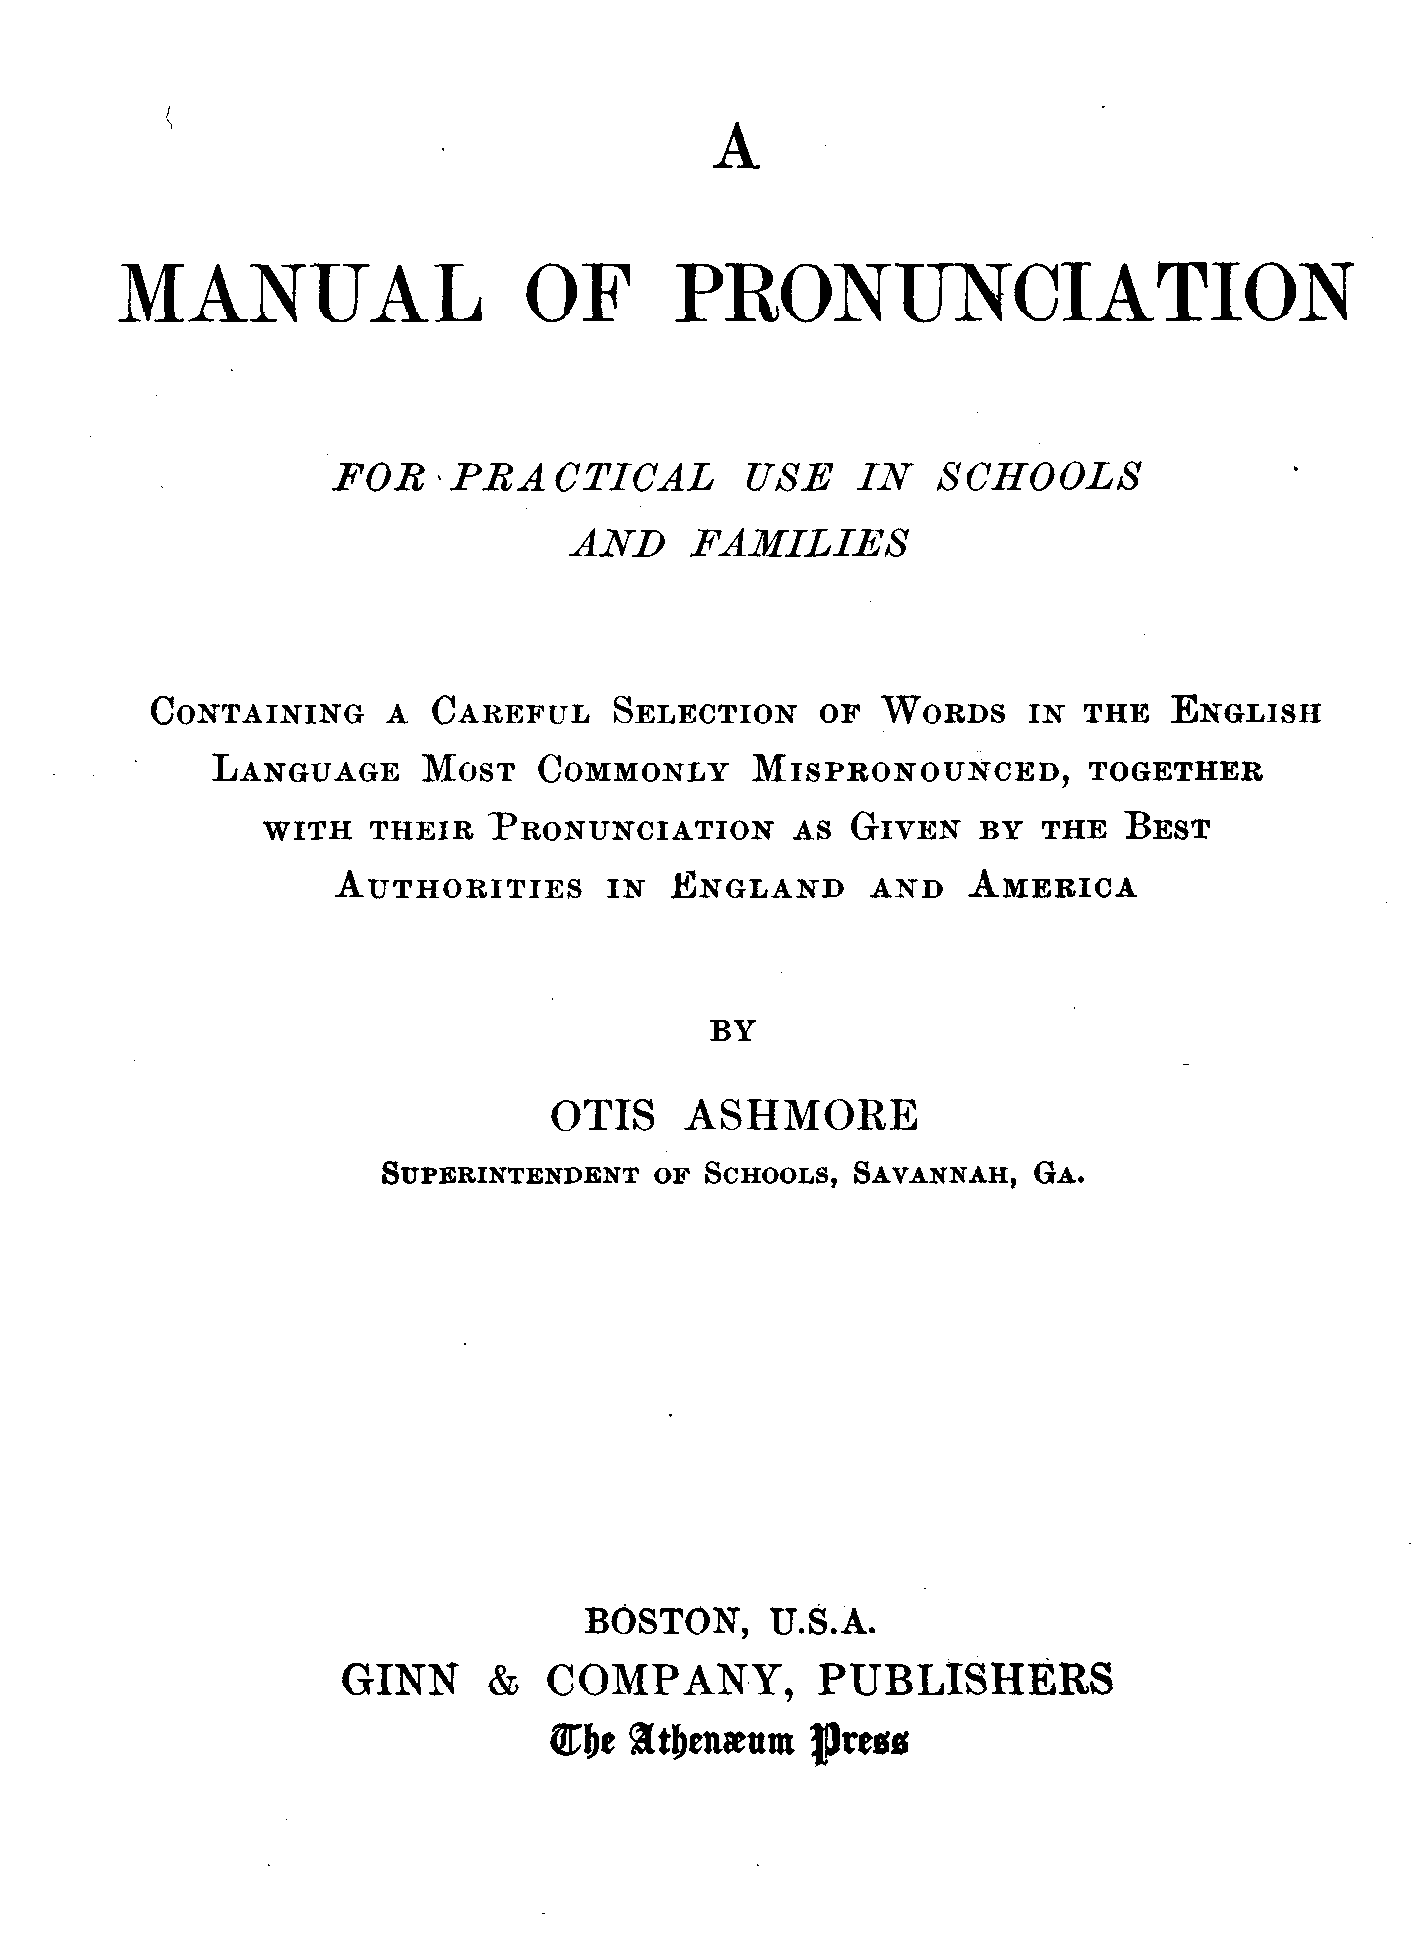 A
MANUAL OF PRONUNCIATION
FOR PRACTICAL USE IN SCHOOLS
AND FAMILIES
Containing a Careful Selection of Words in the English
Language Most Commonly Mispronounced, together
with their Pronunciation as Given by the Best
Authorities in England and America
BY
OTIS ASHMORE
Superintendent of Schools, Savannah, Ga.
BOSTON, U.S.A.
GINN & COMPANY, PUBLISHERS
The Athenæum Press